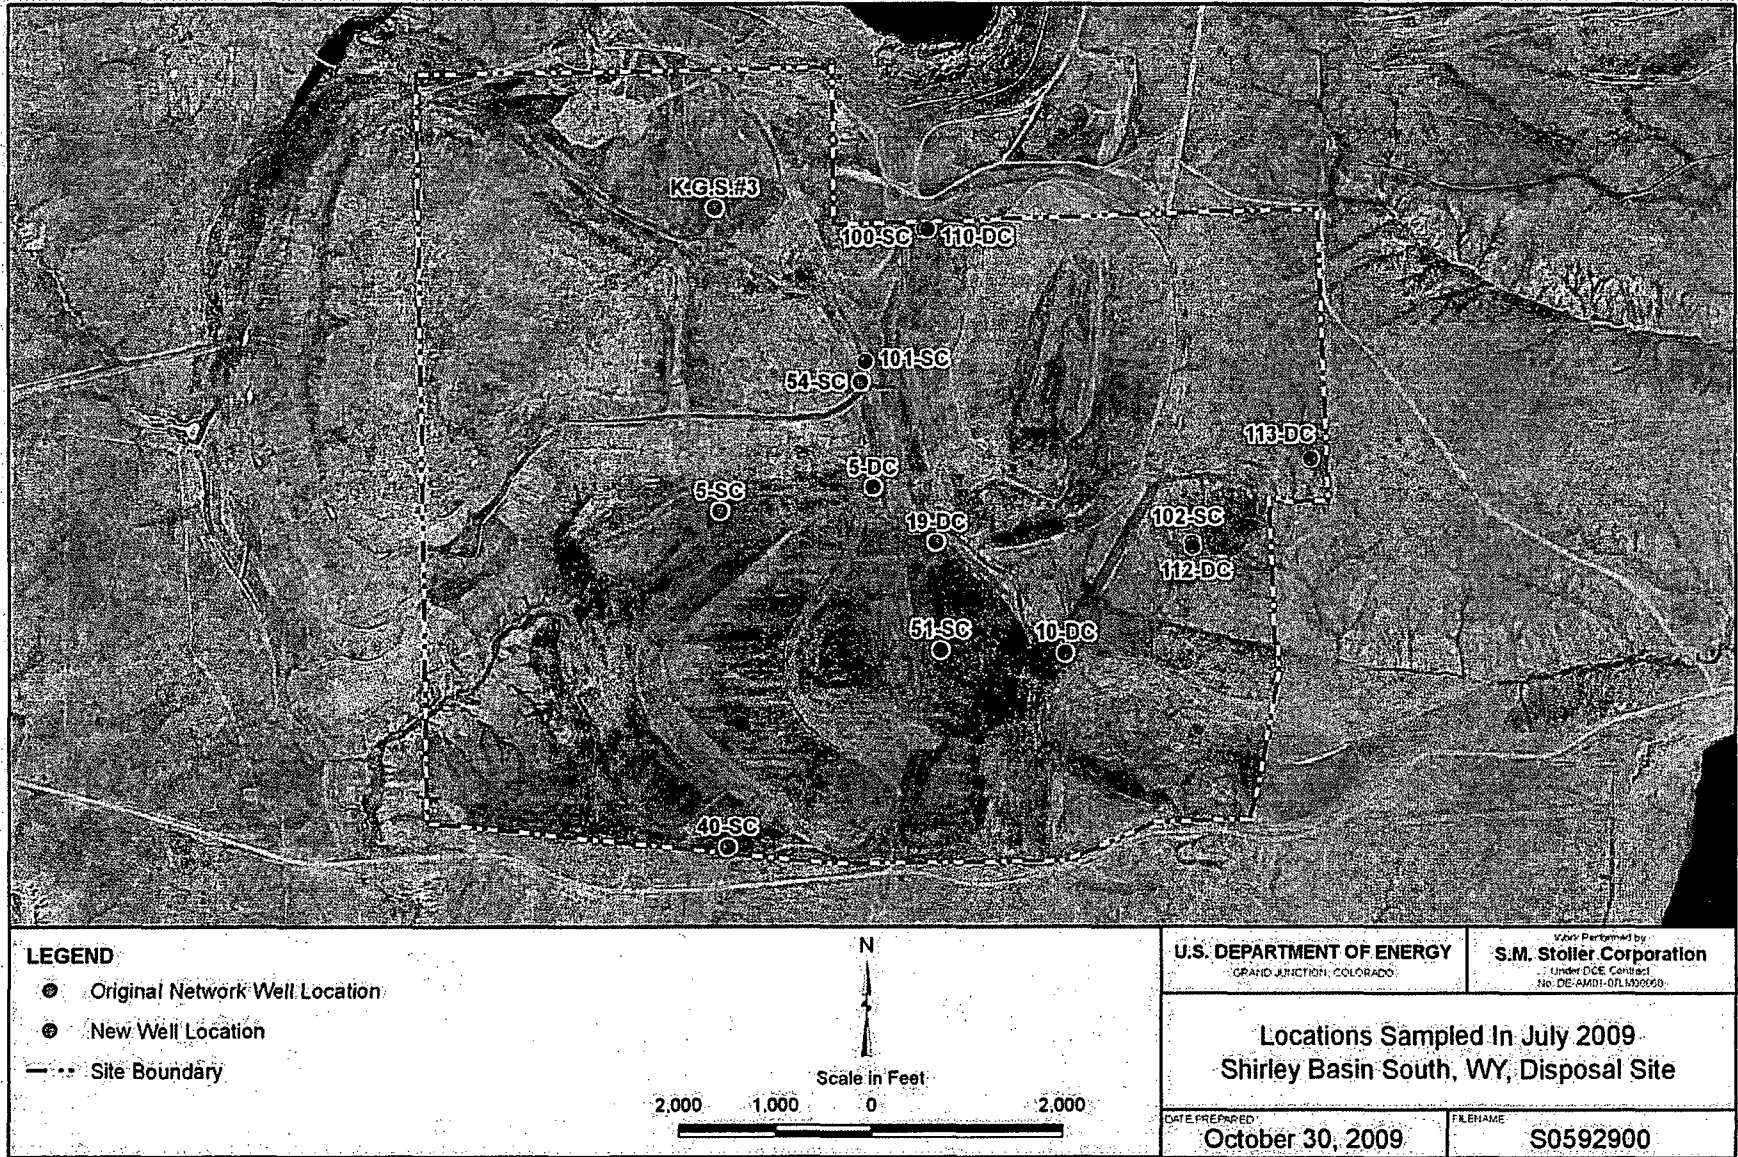 K.G.S.#3
100-SC 110-DC
101-SC
54-SC
113-DC
5-DC
5-SC
102-SC
19-DC
112-DC
51-SC
10-DC
40-SC
LEGEND
Original Network Well Location
New Well Location
Site Boundary
N
Scale in Feet
2,000 1,000 0 2,000
U.S. DEPARTMENT OF ENERGY
GRAND JUNCTION, COLORADO
Work Performed by
S.M. Stoller Corporation
Under DOE Contract
No.
Locations Sampled In July 2009
Shirley Basin South, WY, Disposal Site
DATE PREPARED:
October 30, 2009
FILENAME:
S0592900